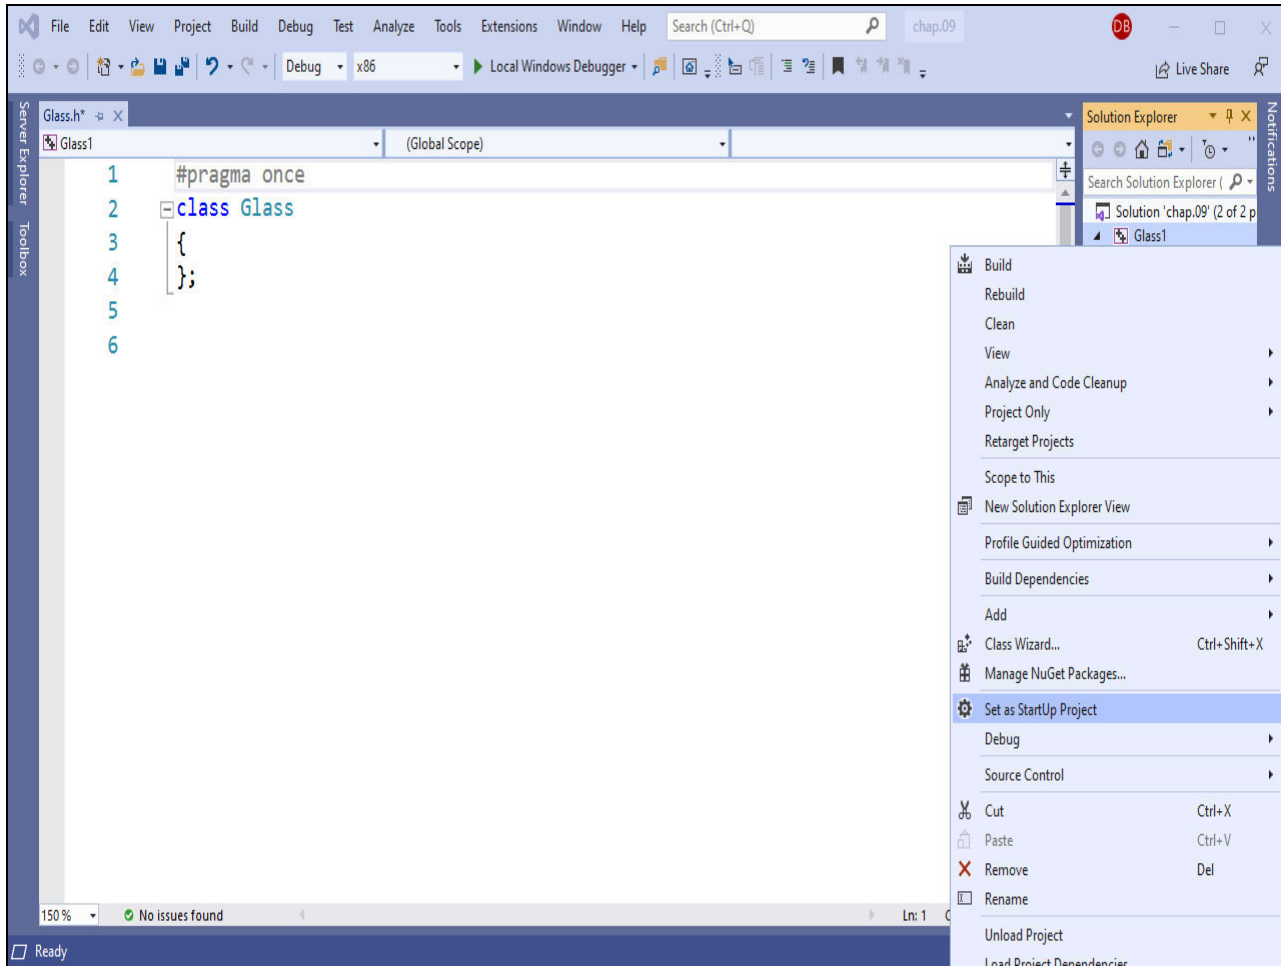 File Edit View Project Build Debug Test Analyze Tools Extensions Window Help Search (Ctrl+Q) chap.09 DB
Debug x86 Local Windows Debugger Live Share
Server Explorer
Toolbox
Glass.h*
Glass1 (Global Scope)
1 #pragma once
2 class Glass
3 {
4 };
5
6
Solution Explorer
Search Solution Explorer (
Solution 'chap.09' (2 of 2 p
Glass1
Notifications
Build
Rebuild
Clean
View
Analyze and Code Cleanup
Project Only
Retarget Projects
Scope to This
New Solution Explorer View
Profile Guided Optimization
Build Dependencies
Add
Class Wizard... Ctrl+Shift+X
Manage NuGet Packages...
Set as StartUp Project
Debug
Source Control
Cut Ctrl+X
Paste Ctrl+V
Remove Del
Rename
Unload Project
Load Project Dependencies
150 % No issues found Ln: 1
Ready